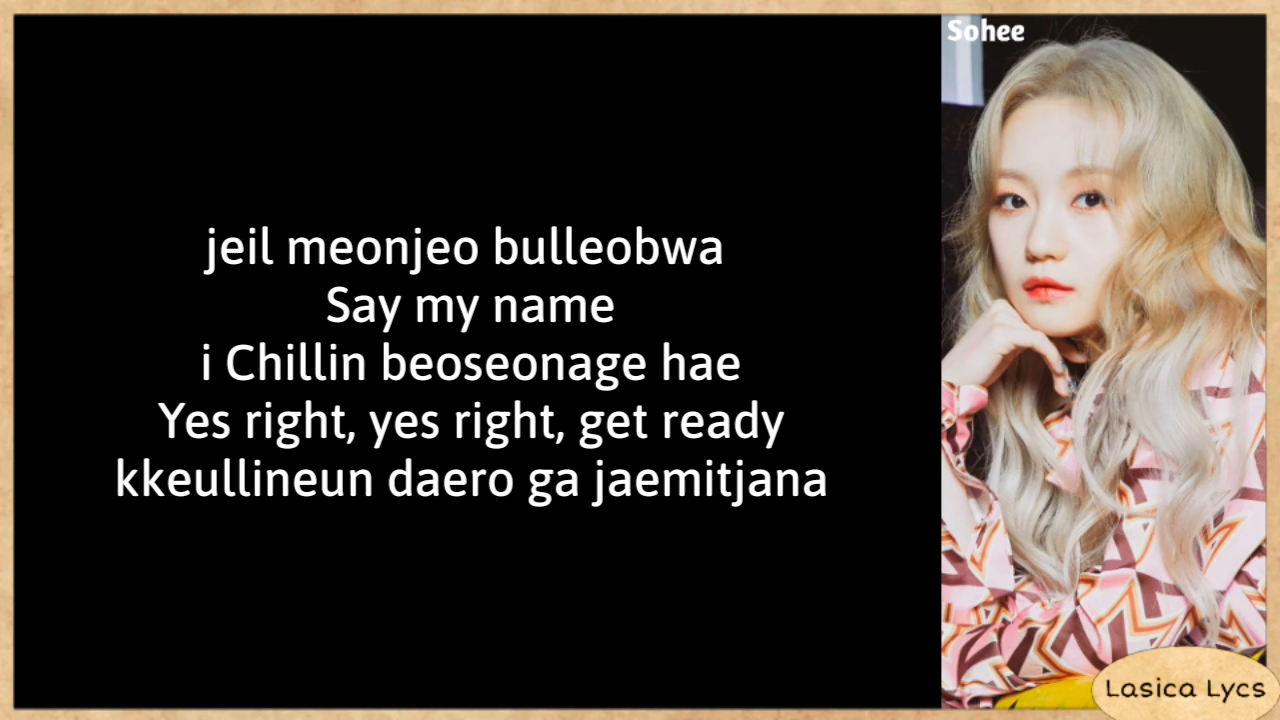 Sohee
jeil meonjeo bulleobwa
Say my name
i Chillin beoseonage hae
Yes right, yes right, get ready
kkeullineun daero ga jaemitjana
Lasica Lycs